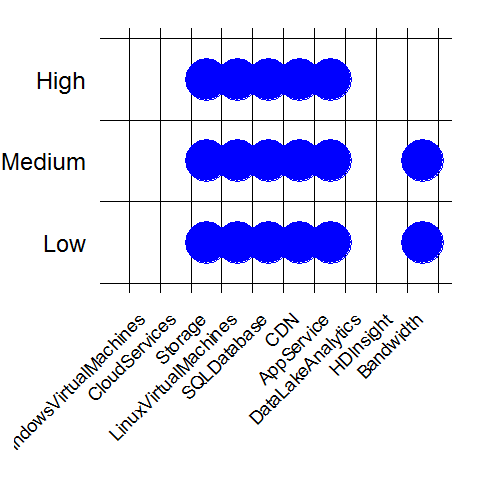 High
Medium
Low
ndowsVirtualMachines
CloudServices
Storage
LinuxVirtualMachines
SQLDatabase
CDN
AppService
DataLakeAnalytics
HDInsight
Bandwidth